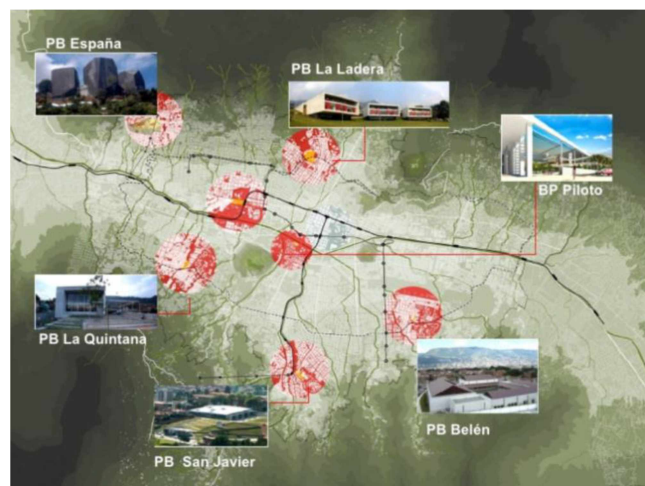 PB España
PB La Ladera
BP Piloto
PB La Quintana
PB Belén
PB  San Javier